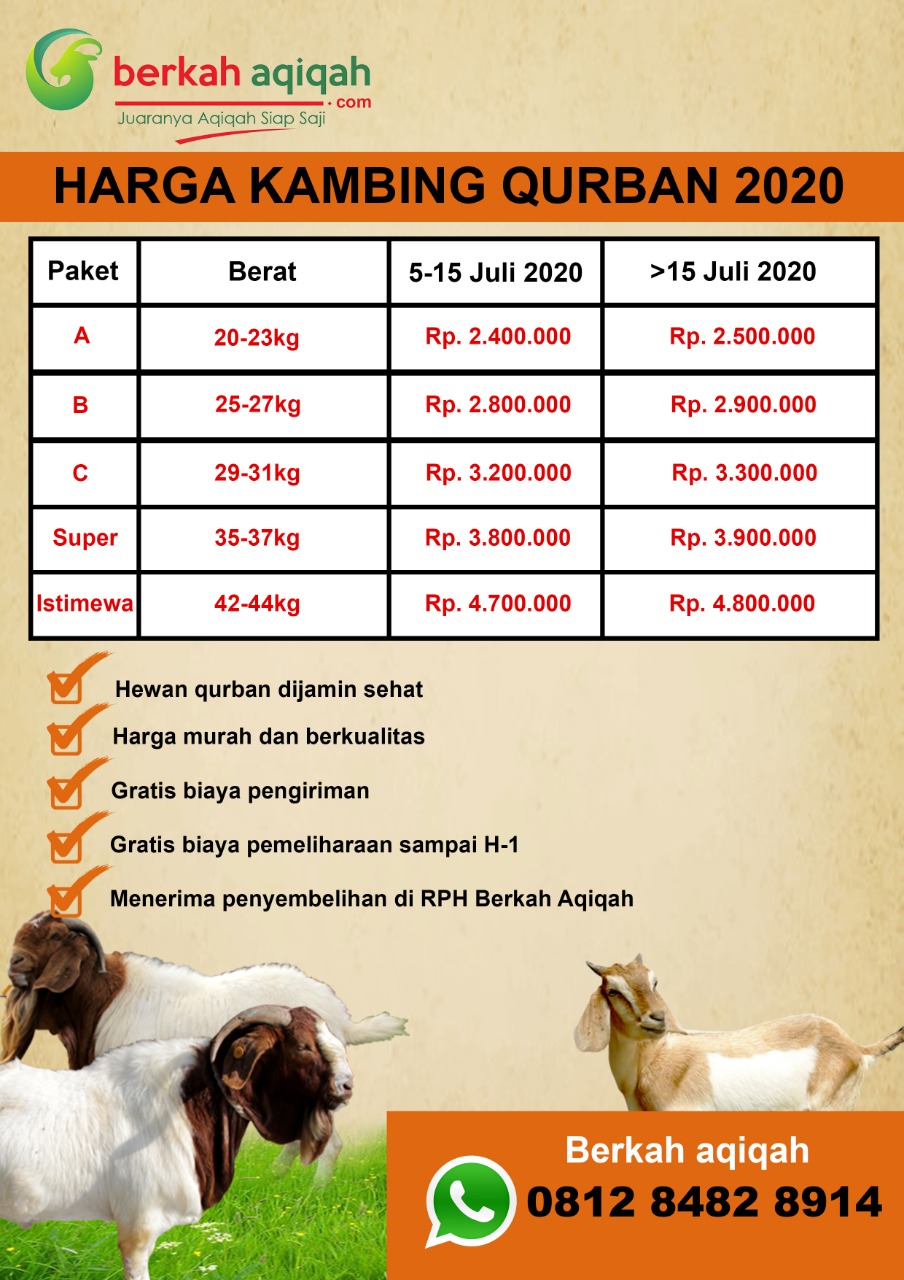 berkah aqiqah
.com
Juaranya Aqiqah Siap Saji
HARGA KAMBING QURBAN 2020
Paket Berat 5-15 Juli 2020 >15 Juli 2020
A 20-23kg Rp. 2.400.000 Rp. 2.500.000
B 25-27kg Rp. 2.800.000 Rp. 2.900.000
C 29-31kg Rp. 3.200.000 Rp. 3.300.000
Super 35-37kg Rp. 3.800.000 Rp. 3.900.000
Istimewa 42-44kg Rp. 4.700.000 Rp. 4.800.000
Hewan qurban dijamin sehat
Harga murah dan berkualitas
Gratis biaya pengiriman
Gratis biaya pemeliharaan sampai H-1
Menerima penyembelihan di RPH Berkah Aqiqah
Berkah aqiqah
0812 8482 8914